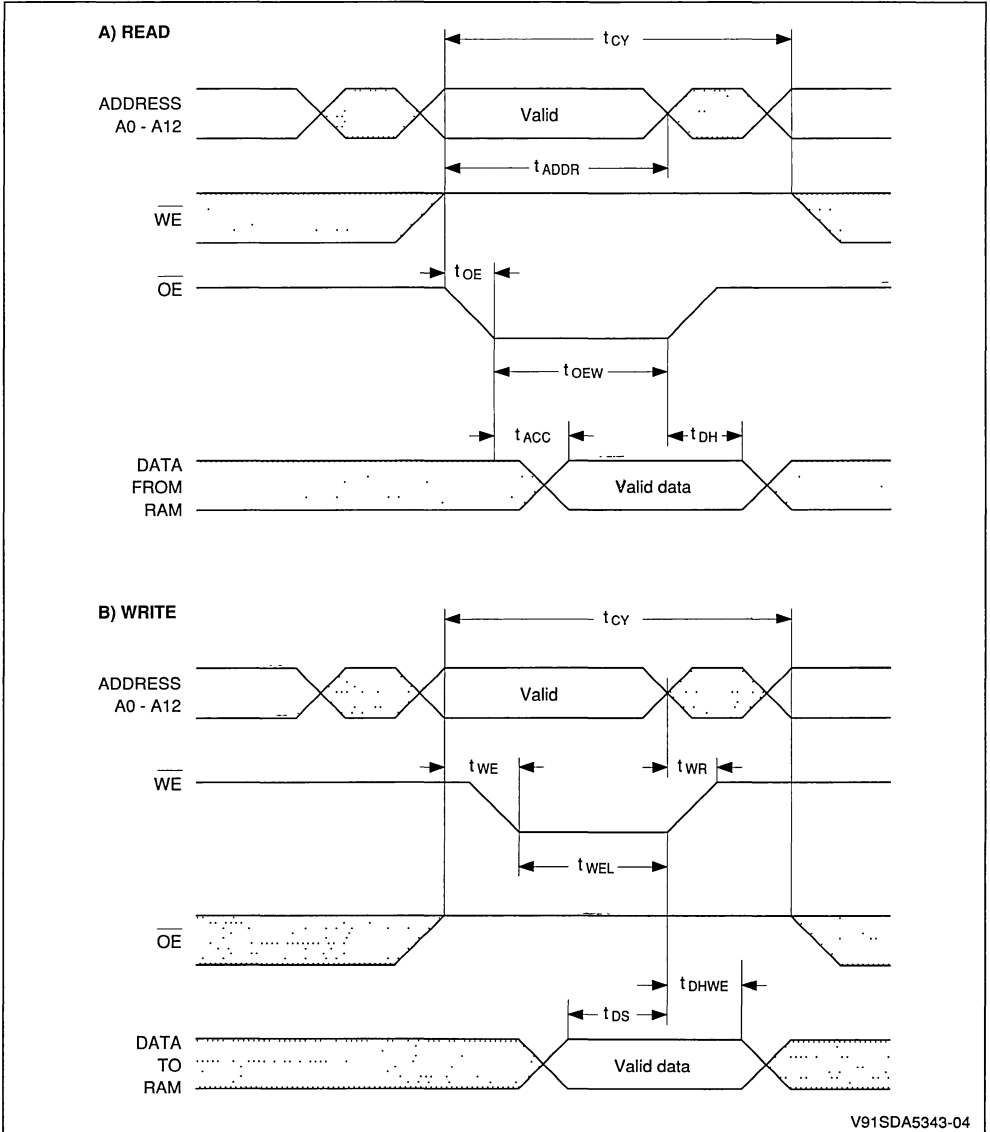 A) READ
tCY
ADDRESS
A0 - A12
Valid
tADDR
WE
tOE
OE
tOEW
tACC
tDH
DATA
FROM
RAM
Valid data
B) WRITE
tCY
ADDRESS
A0 - A12
Valid
tWE
tWR
WE
tWEL
OE
tDHWE
tDS
DATA
TO
RAM
Valid data
V91SDA5343-04